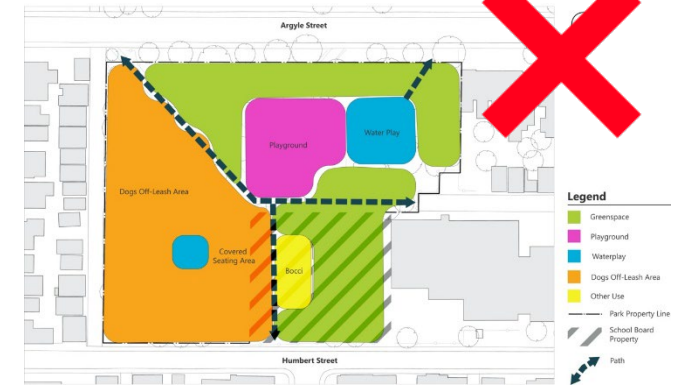 Argyle Street
Playground
Water Play
Dogs Off-Leash Area
Covered
Seating Area
Bocci
Humbert Street
Legend
Greenspace
Playground
Waterplay
Dogs Off-Leash Area
Other Use
Park Property Line
School Board
Property
Path